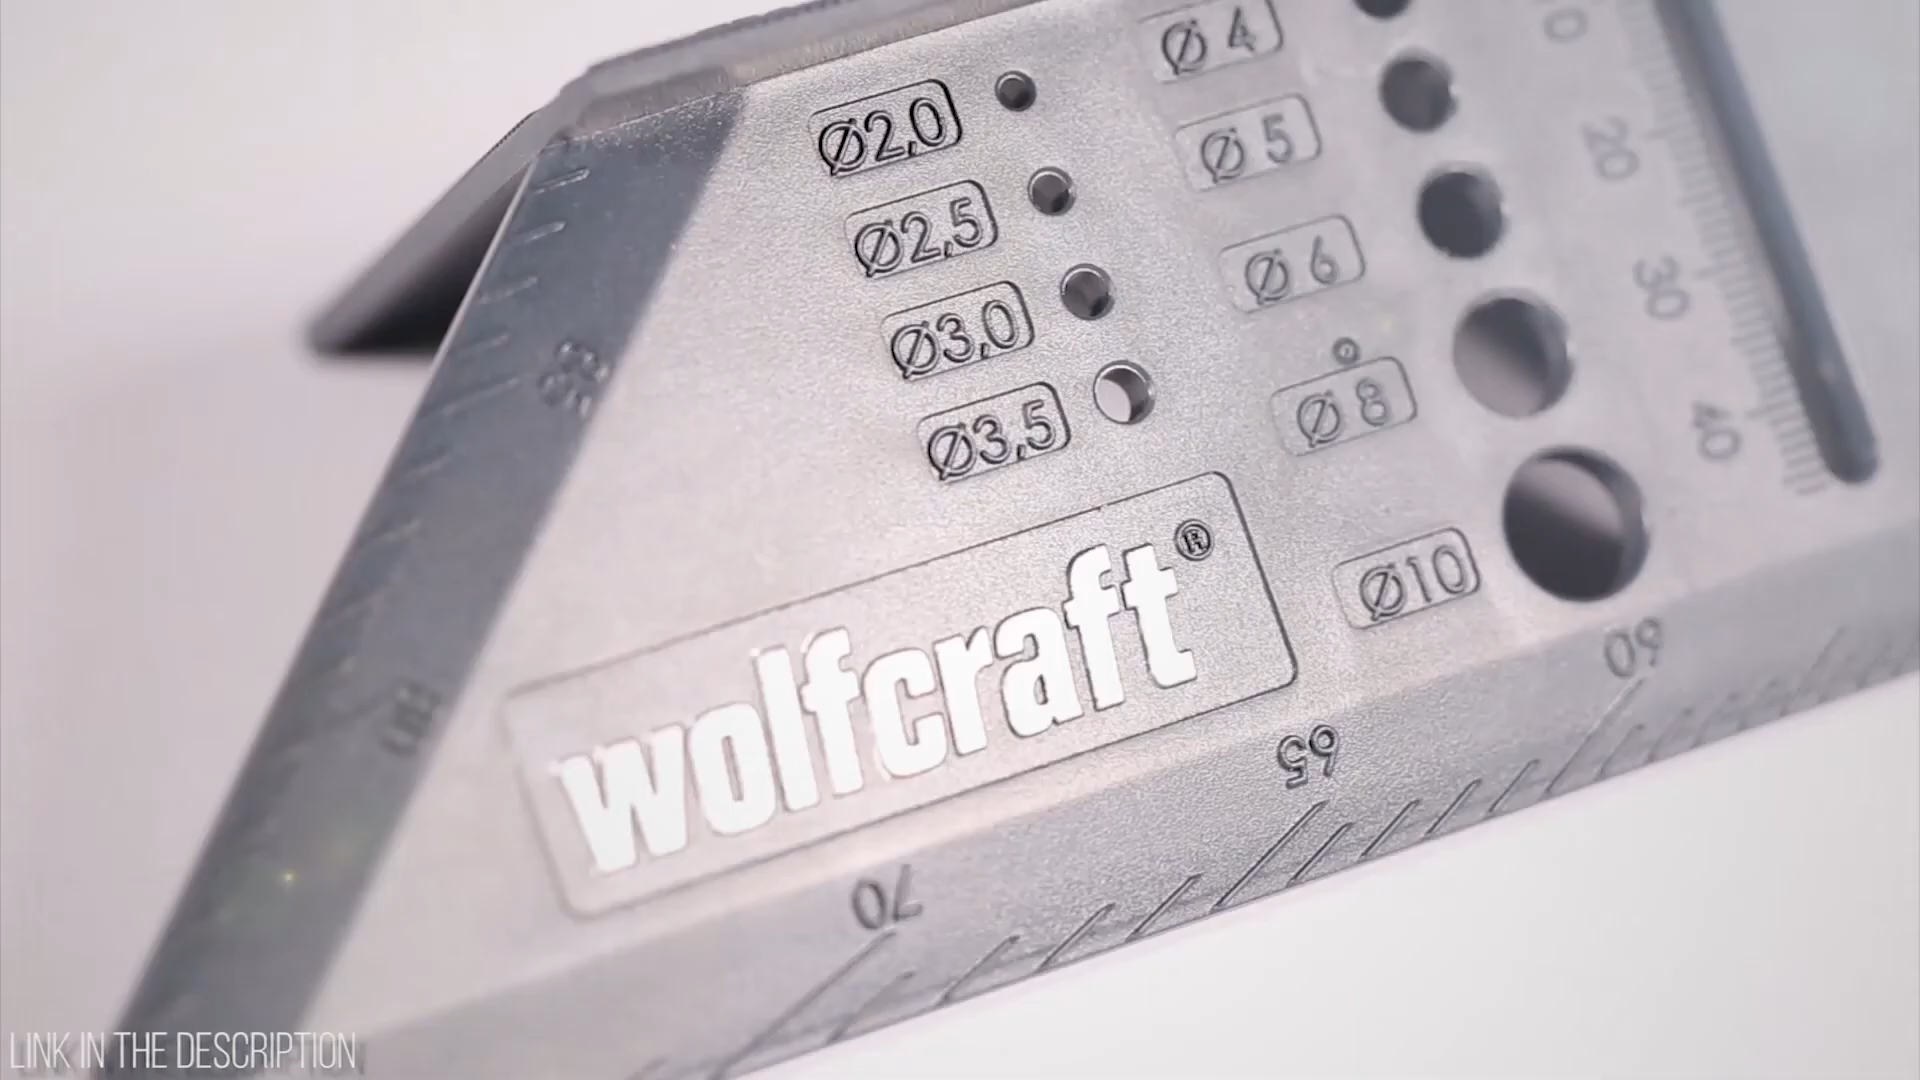 Ø2,0
Ø2,5
Ø3,0
Ø3,5
Ø 4
Ø 5
Ø 6
Ø 8
Ø10
20
30
40
wolfcraft®
60
65
70
LINK IN THE DESCRIPTION